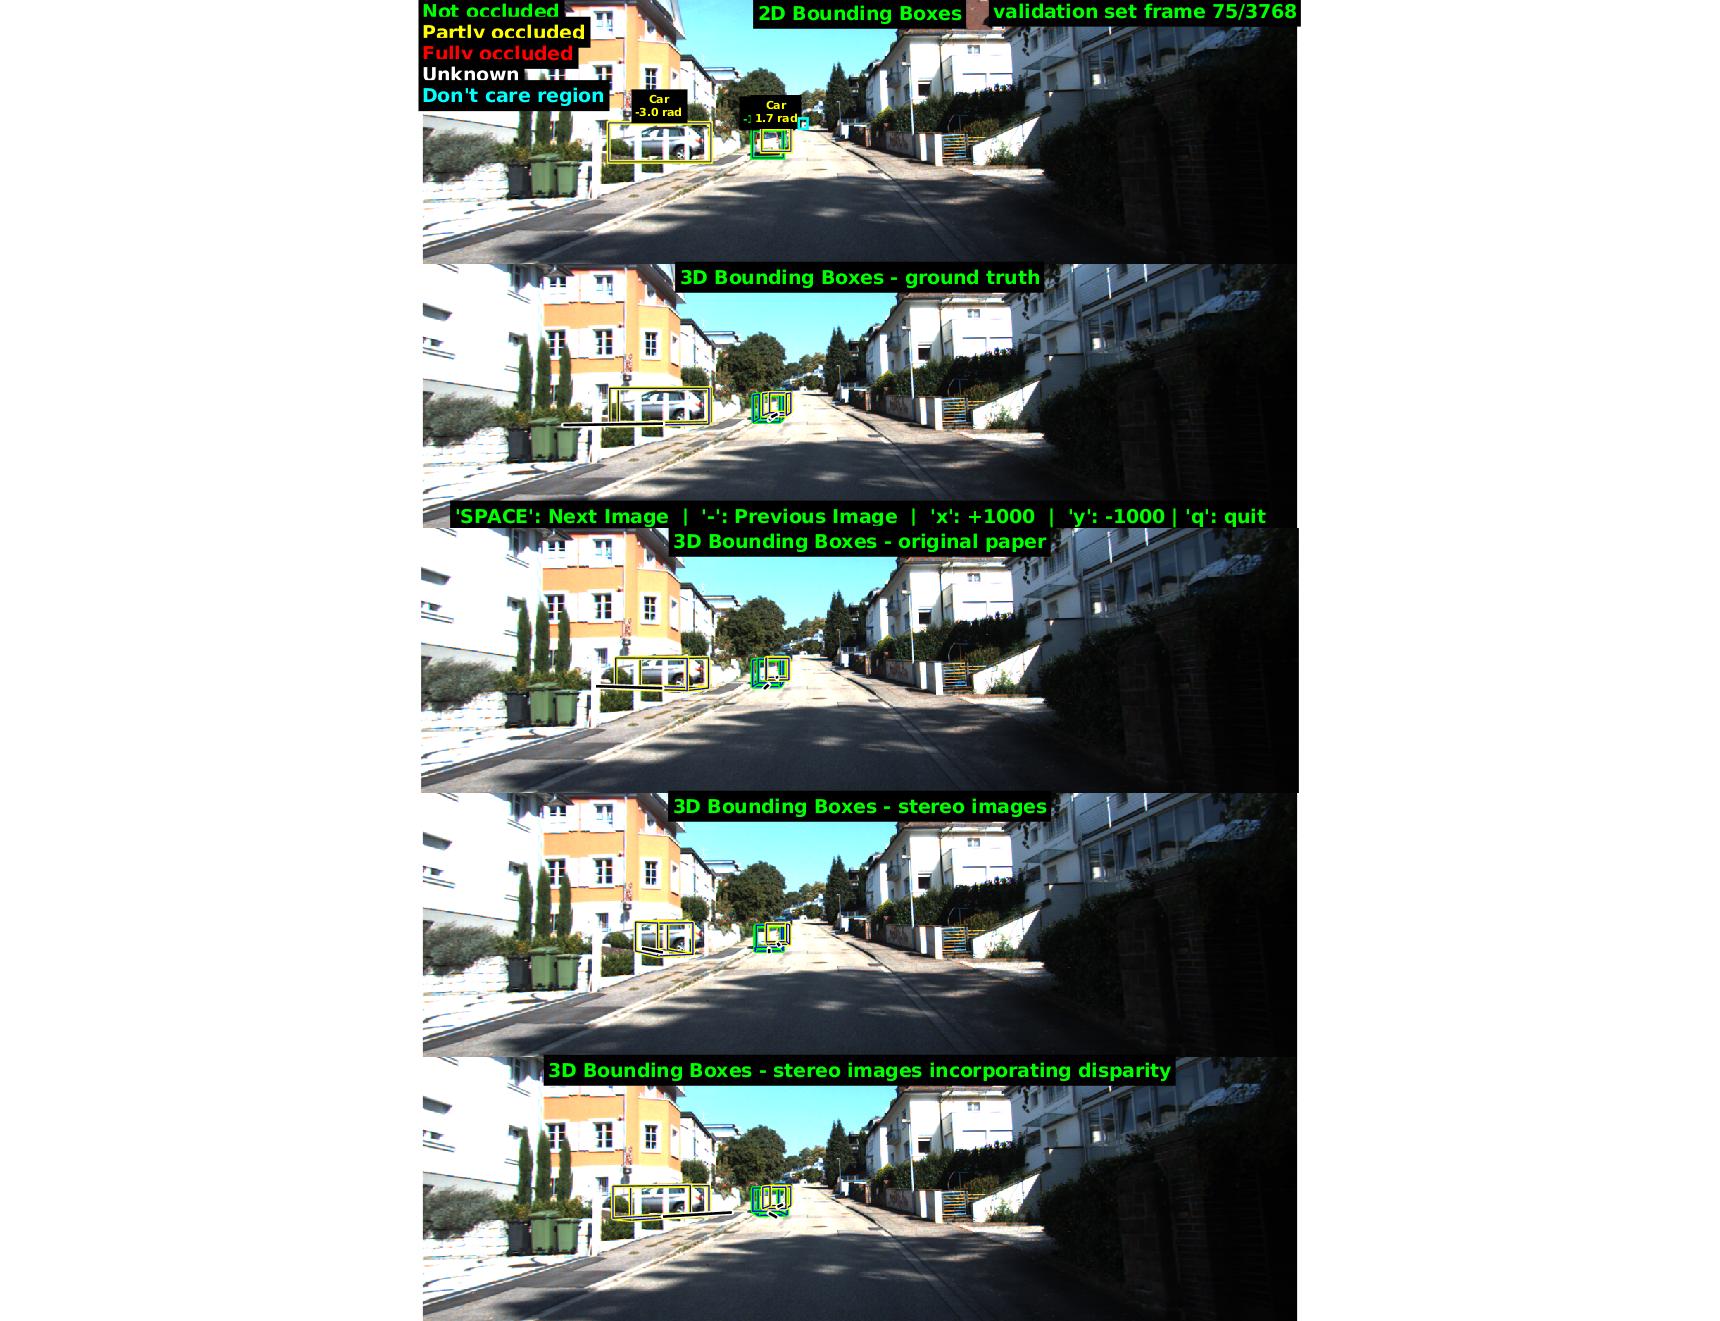 Not occluded
2D Bounding Boxes
validation set frame 75/3768
Partly occluded
Fully occluded
Unknown
Don't care region
Car
-3.0 rad
Car
1.7 rad
3D Bounding Boxes - ground truth
'SPACE': Next Image | '-': Previous Image | 'x': +1000 | 'y': -1000 | 'q': quit
3D Bounding Boxes - original paper
3D Bounding Boxes - stereo images
3D Bounding Boxes - stereo images incorporating disparity